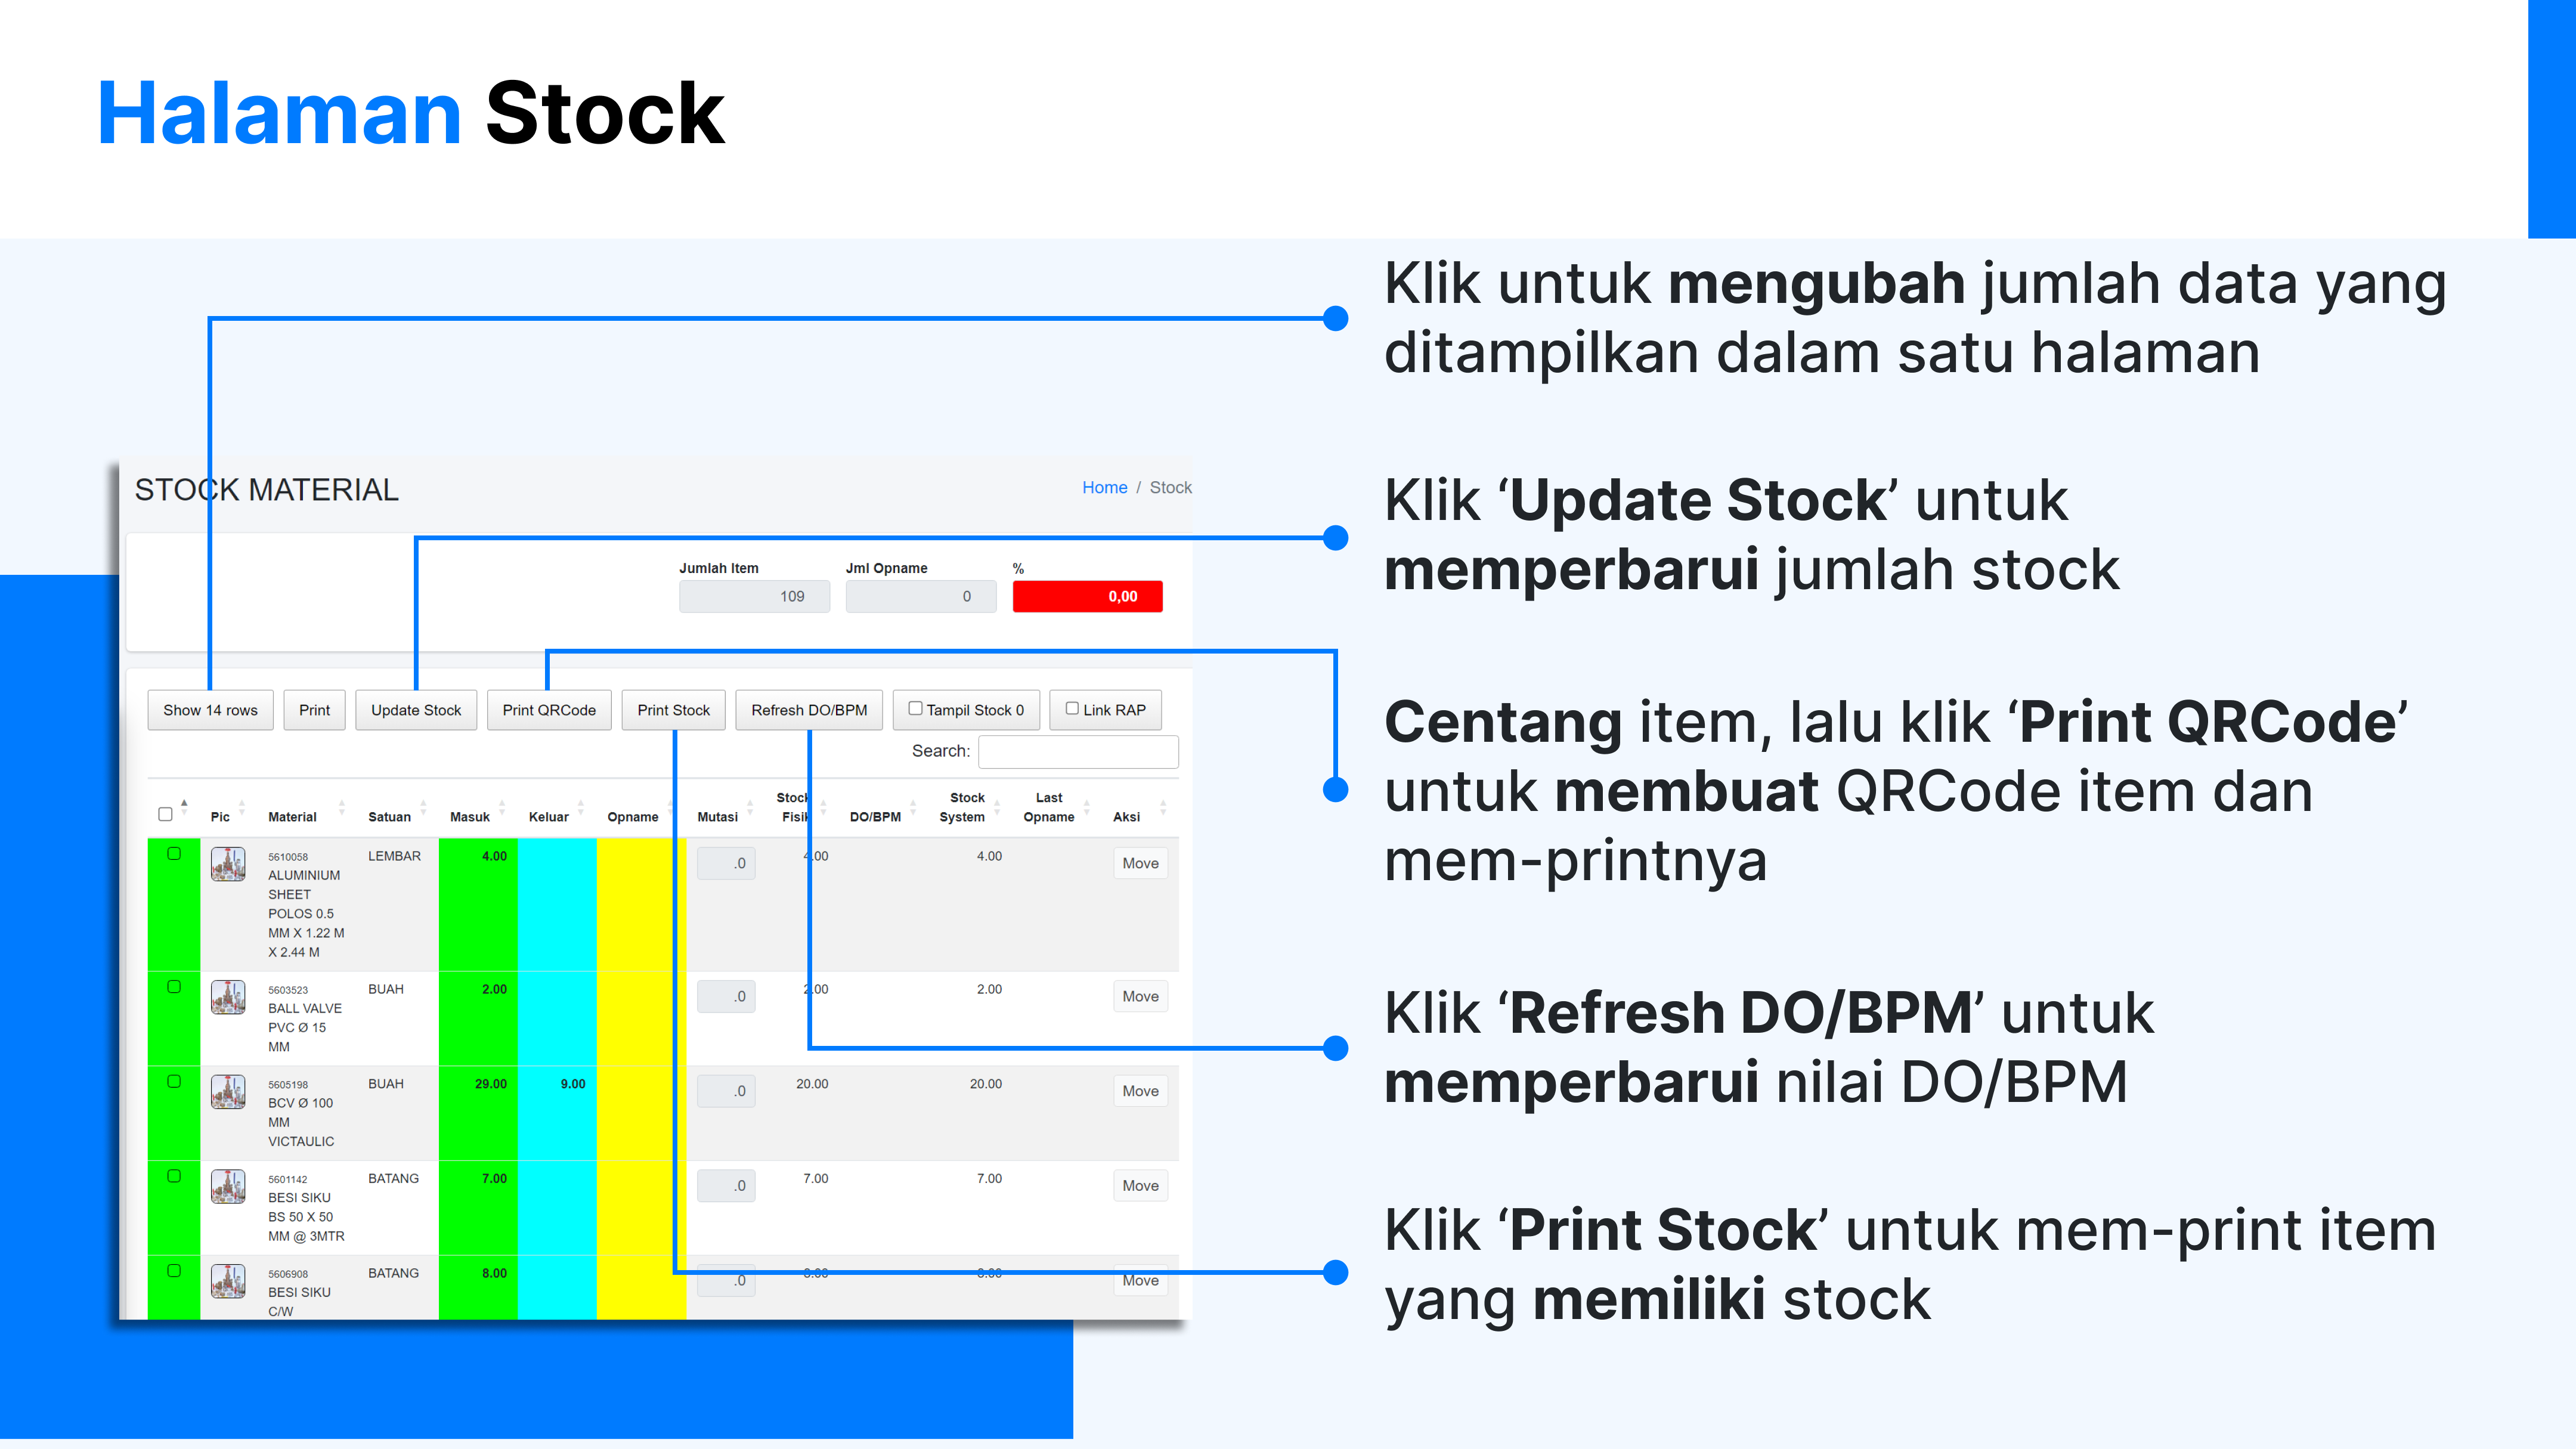 Halaman Stock
Klik untuk mengubah jumlah data yang
ditampilkan dalam satu halaman
Klik ‘Update Stock’ untuk
memperbarui jumlah stock
Centang item, lalu klik ‘Print QRCode’
untuk membuat QRCode item dan
mem-printnya
Klik ‘Refresh DO/BPM’ untuk
memperbarui nilai DO/BPM
Klik ‘Print Stock’ untuk mem-print item
yang memiliki stock
STOCK MATERIAL
Home / Stock
Jumlah Item Jml Opname %
109 0 0,00
Show 14 rows Print Update Stock Print QRCode Print Stock Refresh DO/BPM Tampil Stock 0 Link RAP
Search:
Pic Material Satuan Masuk Keluar Opname Mutasi Stock Fisik DO/BPM Stock System Last Opname Aksi
5610058 LEMBAR 4.00 .0 4.00 4.00 Move
ALUMINIUM
SHEET
POLOS 0.5
MM X 1.22 M
X 2.44 M
5603523 BUAH 2.00 .0 2.00 2.00 Move
BALL VALVE
PVC Ø 15
MM
5605198 BUAH 29.00 9.00 .0 20.00 20.00 Move
BCV Ø 100
MM
VICTAULIC
5601142 BATANG 7.00 .0 7.00 7.00 Move
BESI SIKU
BS 50 X 50
MM @ 3MTR
5606908 BATANG 8.00 .0 Move
BESI SIKU
C/W